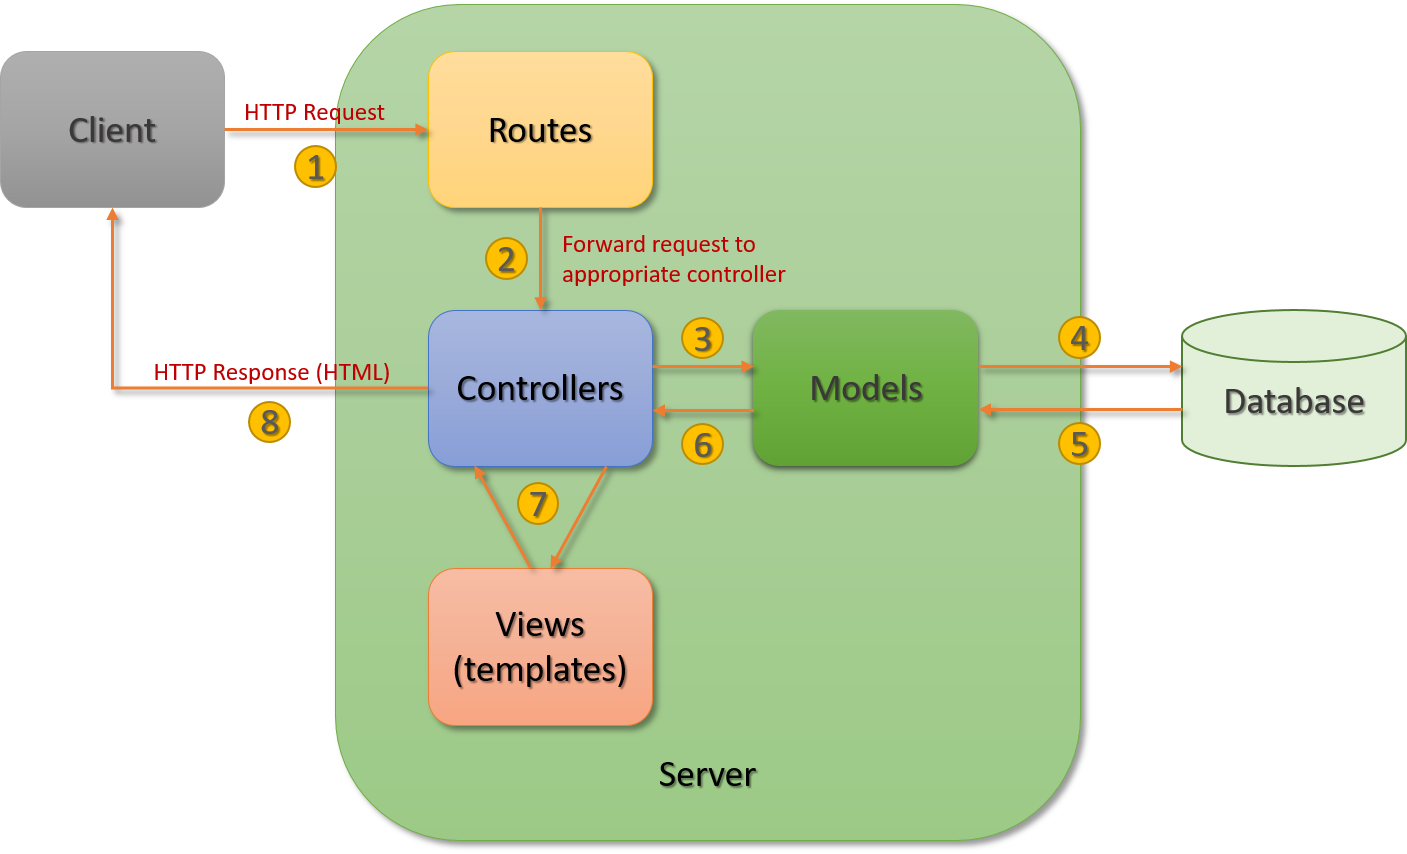 Client
HTTP Request
1
Routes
2
Forward request to
appropriate controller
Controllers
3
Models
4
Database
5
6
HTTP Response (HTML)
8
7
Views
(templates)
Server